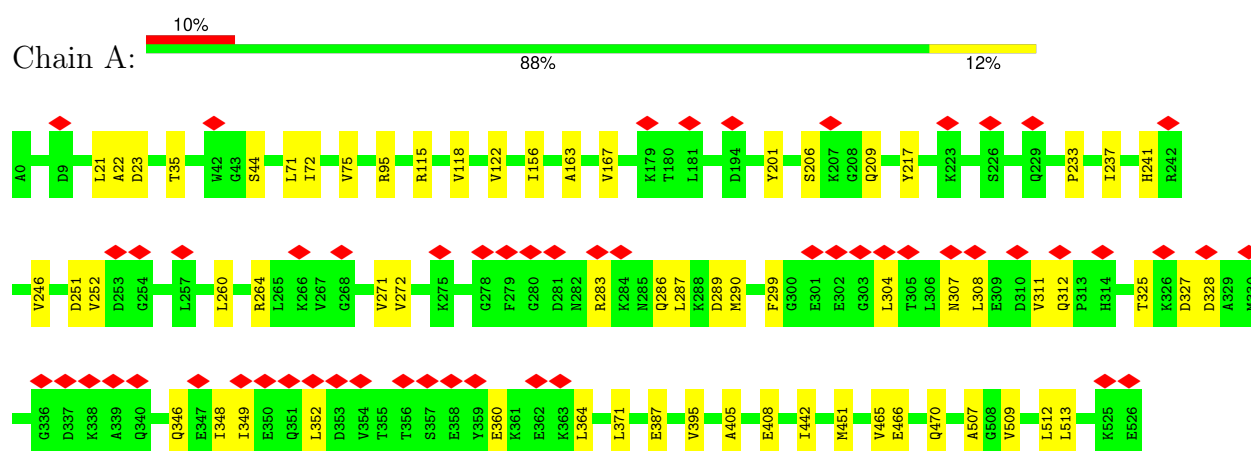 10%
Chain A:
88% 12%
A0 D9 L21 A22 D23 T35 W42 G43 S44 L71 I72 V75 R95 R115 V118 V122 I156 A163 V167 K179 T180 L181 D194 Y201 S206 K207 G208 Q209 Y217 K223 S226 Q229 P233 I237 H241 R242
V246 D251 V252 D253 G254 L257 L260 R264 L265 K266 V267 G268 V271 V272 K275 G278 F279 G280 D281 N282 R283 K284 N285 Q286 L287 K288 D289 M290 F299 G300 E301 E302 G303 L304 T305 L306 N307 L308 E309 D310 V311 Q312 P313 H314 T325 K326 D327 D328 A329
G336 D337 K338 A339 Q340 Q346 E347 I348 I349 E350 Q351 L352 D353 V354 T355 T356 S357 E358 Y359 E360 K361 E362 K363 L364 L371 E387 V395 A405 E408 I442 M451 V465 E466 Q470 A507 G508 V509 L512 L513 K525 E526